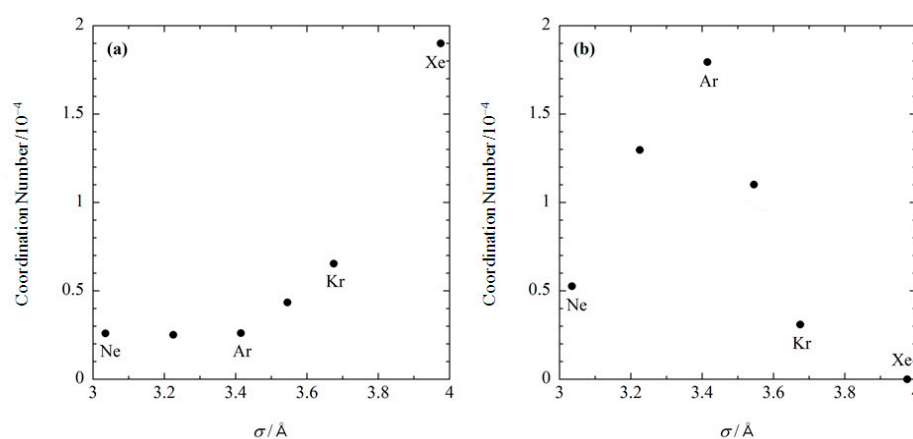 (a)
Coordination Number/10⁻⁴
2
1.5
1
0.5
0
Xe
Kr
Ne
Ar
3
3.2
3.4
3.6
3.8
4
σ/Å
(b)
Coordination Number/10⁻⁴
2
1.5
1
0.5
0
Ar
Ne
Kr
Xe
3
3.2
3.4
3.6
3.8
4
σ/Å